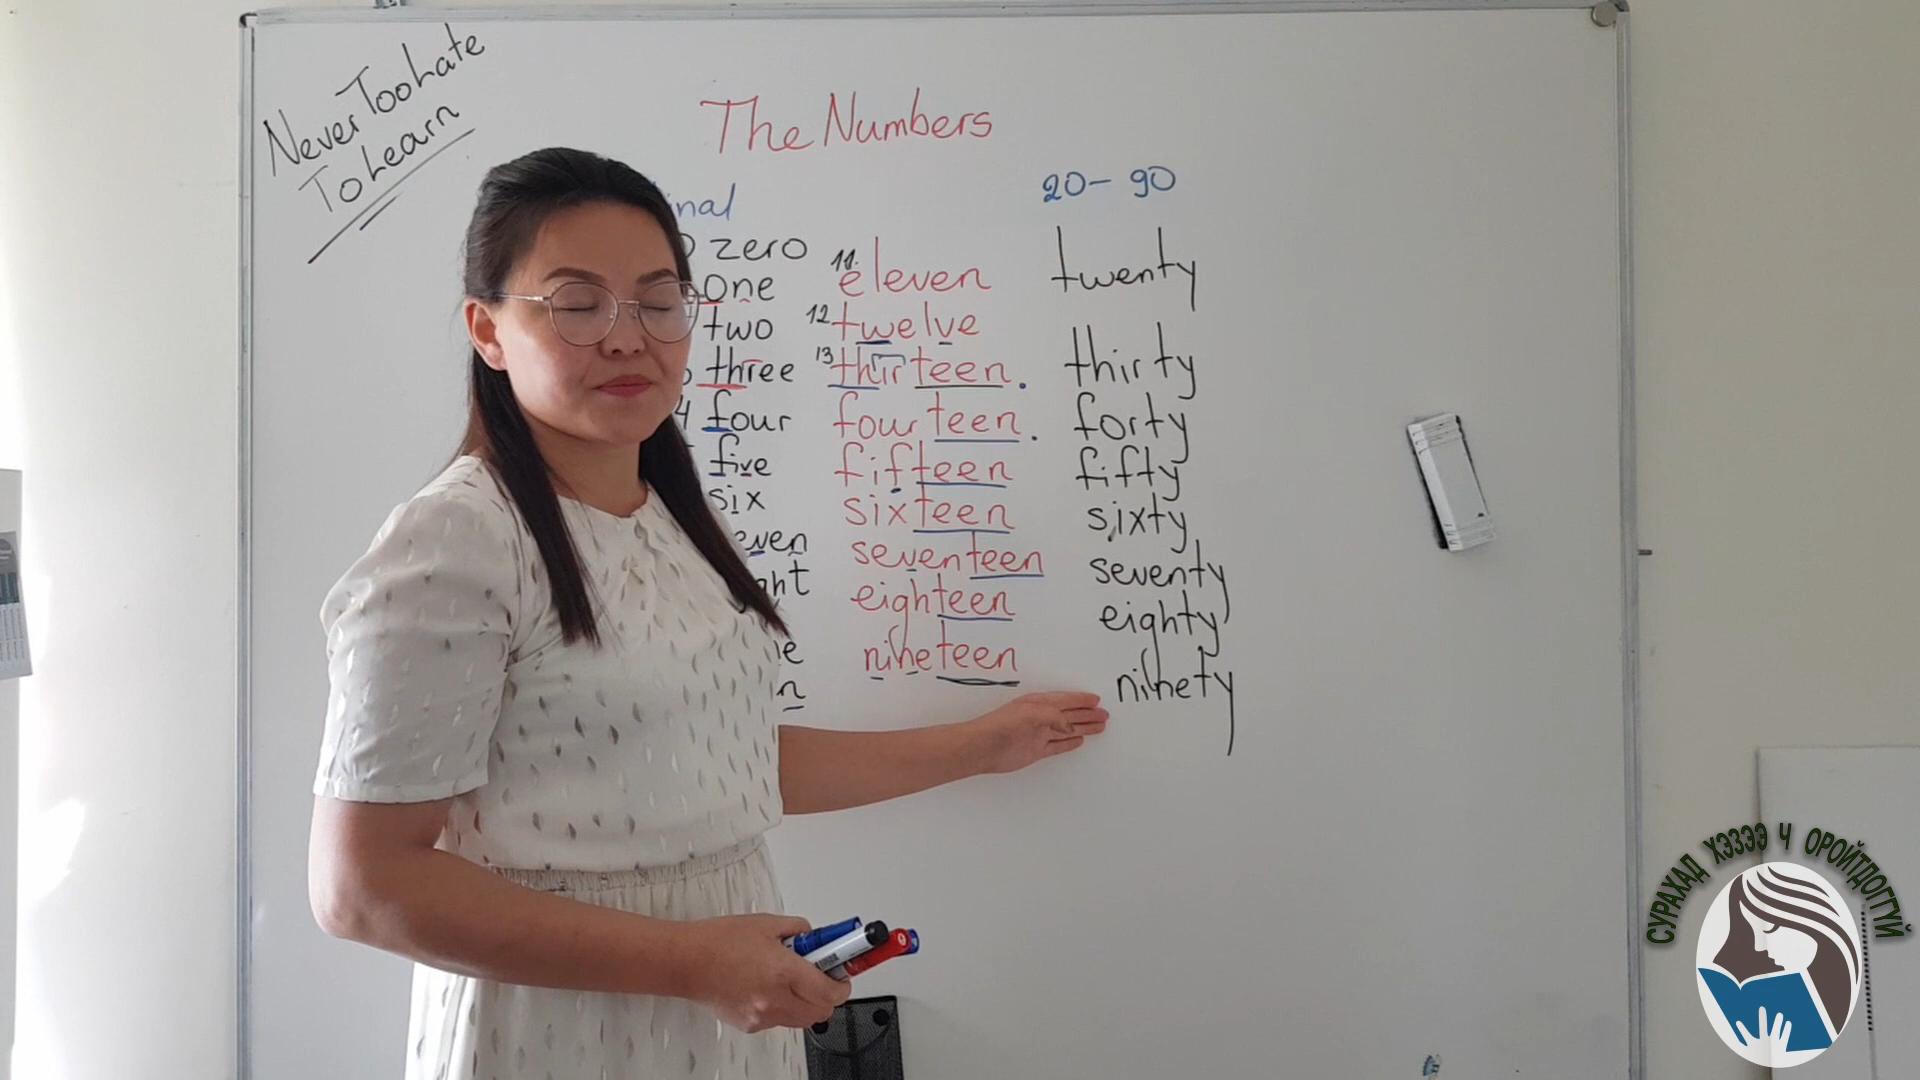 Never Too Late
To Learn
The Numbers
20 - 90
zero
one
two
three
4 four
five
six
11. eleven
12 twelve
13 thirteen.
fourteen.
fifteen
sixteen
seventeen
eighteen
nineteen
twenty
thirty
forty
fifty
sixty
seventy
eighty
ninety
СУРАХАД ХЭЗЭЭ Ч ОРОЙТДОГГҮЙ